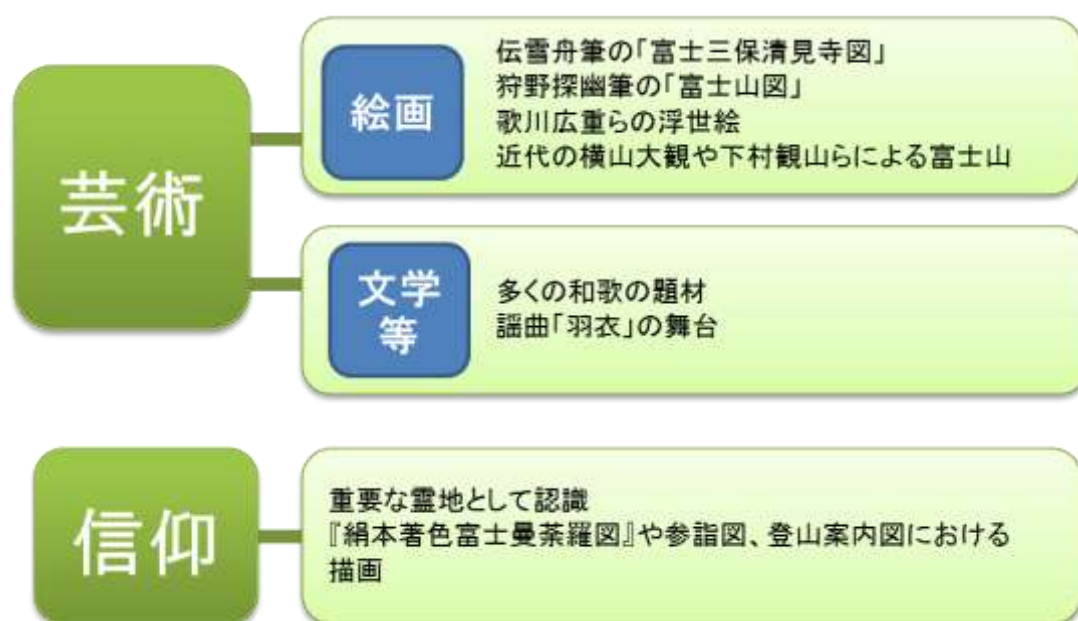 芸術
絵画
伝雪舟筆の「富士三保清見寺図」
狩野探幽筆の「富士山図」
歌川広重らの浮世絵
近代の横山大観や下村観山らによる富士山
文学
等
多くの和歌の題材
謡曲「羽衣」の舞台
信仰
重要な霊地として認識
『絹本著色富士曼荼羅図』や参詣図、登山案内図における
描画